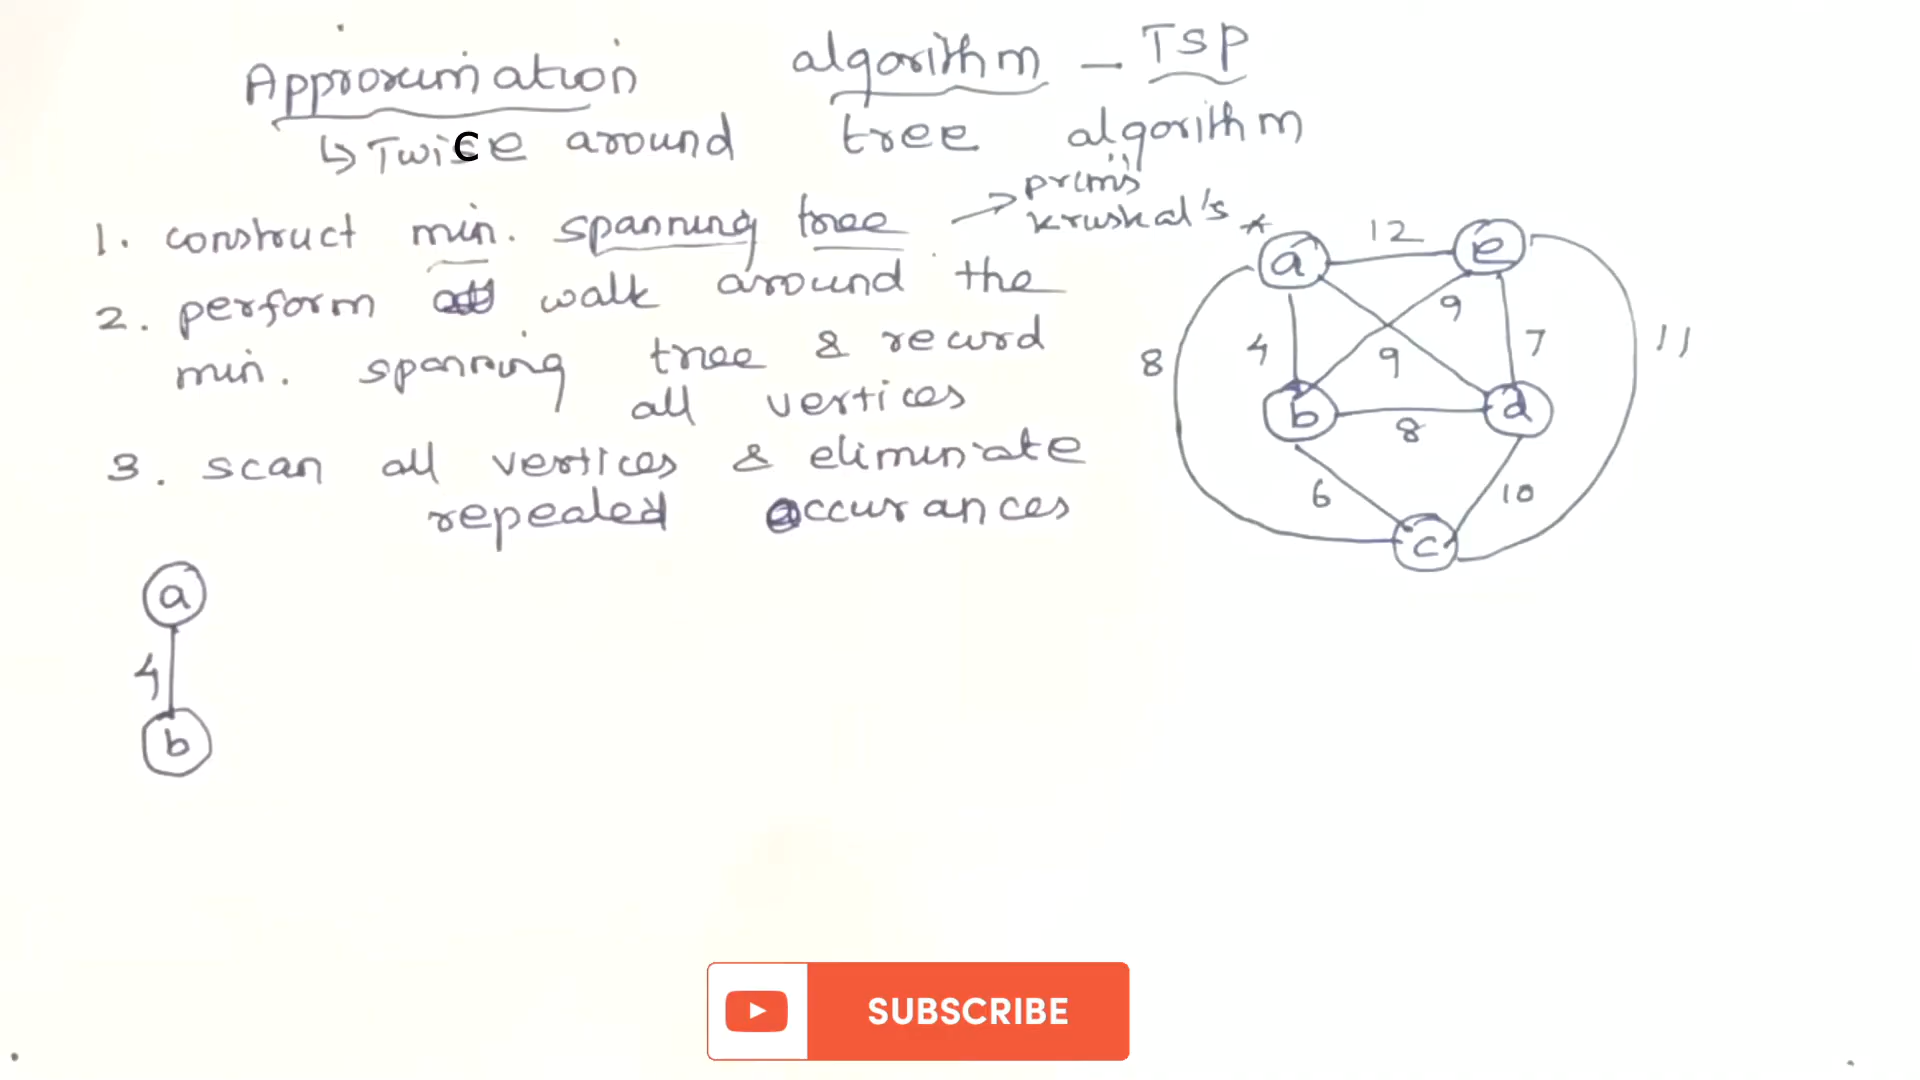 Approximation algorithm - TSP
↳ Twice around tree algorithm
1. construct min. spanning tree → prim's
kruskal's *
2. perform a walk around the
min. spanning tree & record
all vertices
3. scan all vertices & eliminate
repeated occurances
a 12 e
4 9 9 7
8 11
b 8 d
6 10
c
a
4
b
SUBSCRIBE